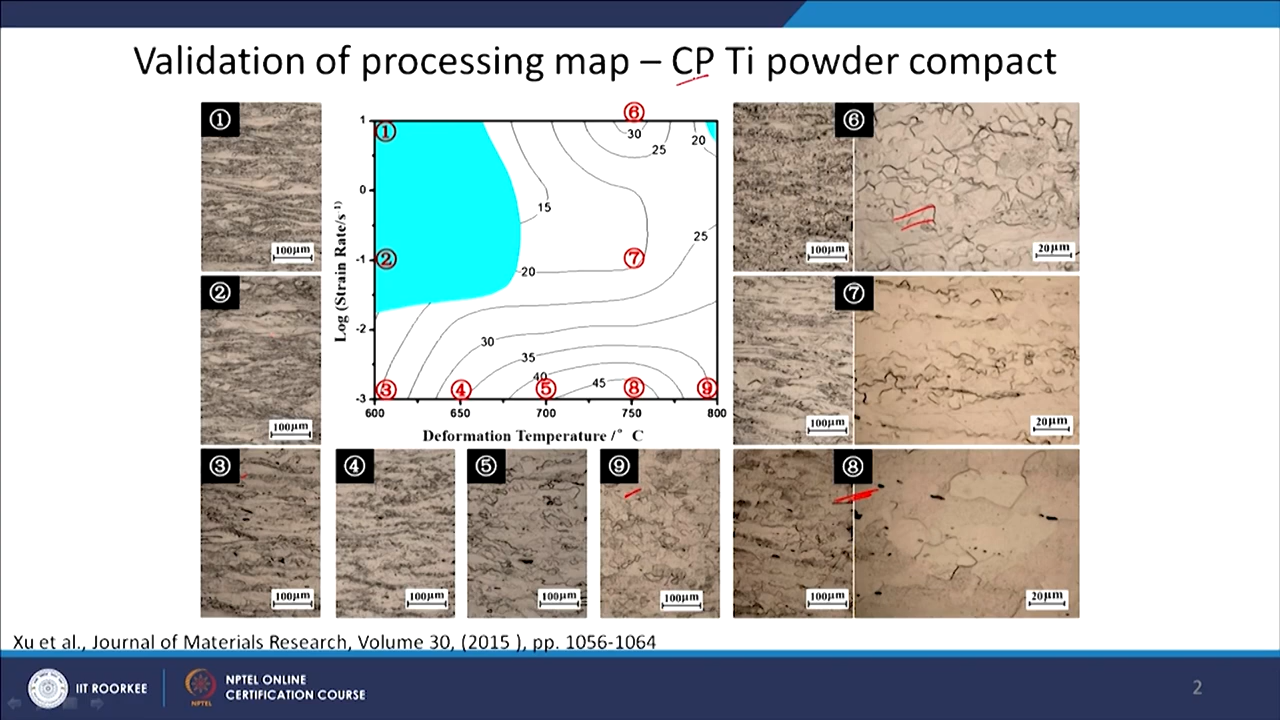 Validation of processing map – CP Ti powder compact
①
②
③
④
⑤
⑨
⑥
⑦
⑧
100μm
100μm
100μm
100μm
100μm
100μm
100μm
20μm
100μm
20μm
100μm
20μm
Log (Strain Rate/s⁻¹)
1
0
-1
-2
-3
600
650
700
750
800
Deformation Temperature /° C
①
②
③
④
⑤
⑥
⑦
⑧
⑨
30
25
20
15
25
20
30
35
40
45
Xu et al., Journal of Materials Research, Volume 30, (2015 ), pp. 1056-1064
IIT ROORKEE
NPTEL
NPTEL ONLINE
CERTIFICATION COURSE
2